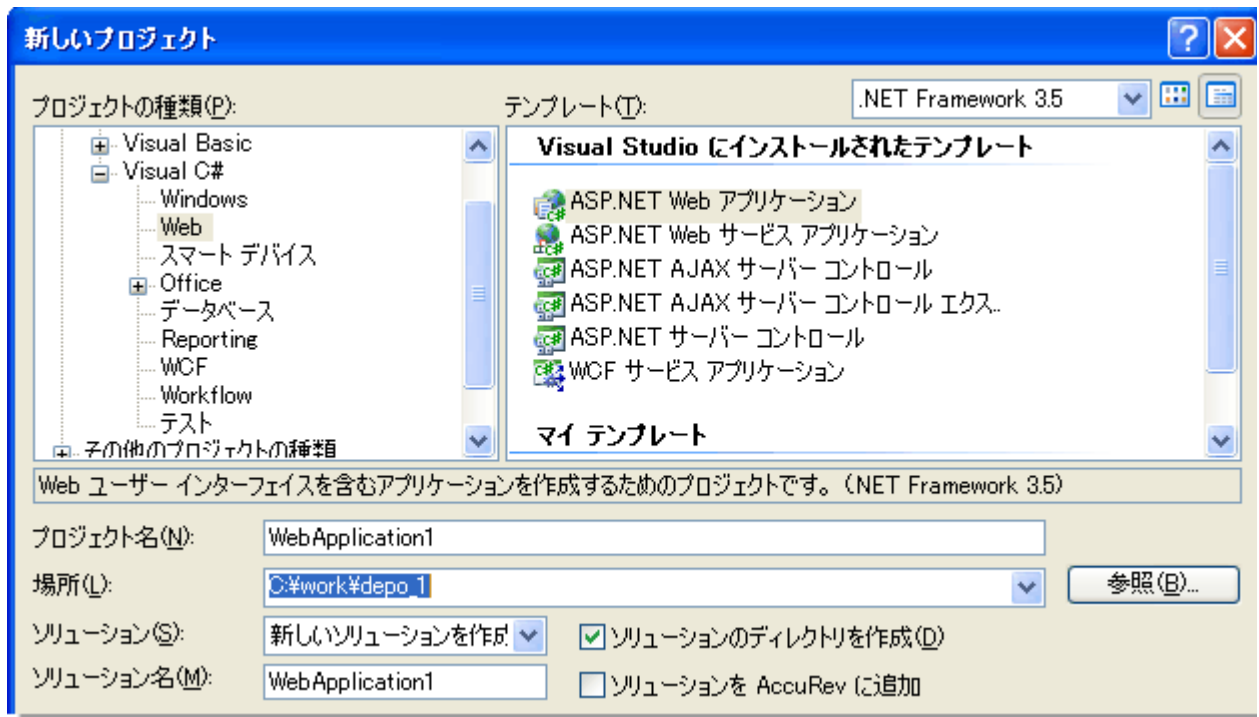 新しいプロジェクト
プロジェクトの種類(P):
テンプレート(T):
.NET Framework 3.5
Visual Basic
Visual C#
Windows
Web
スマート デバイス
Office
データベース
Reporting
WCF
Workflow
テスト
その他のプロジェクトの種類
Visual Studio にインストールされたテンプレート
ASP.NET Web アプリケーション
ASP.NET Web サービス アプリケーション
ASP.NET AJAX サーバー コントロール
ASP.NET AJAX サーバー コントロール エクス...
ASP.NET サーバー コントロール
WCF サービス アプリケーション
マイ テンプレート
Web ユーザー インターフェイスを含むアプリケーションを作成するためのプロジェクトです。(.NET Framework 3.5)
プロジェクト名(N):
WebApplication1
場所(L):
C:¥work¥depo_1
参照(B)...
ソリューション(S):
新しいソリューションを作成
ソリューションのディレクトリを作成(D)
ソリューション名(M):
WebApplication1
ソリューションを AccuRev に追加